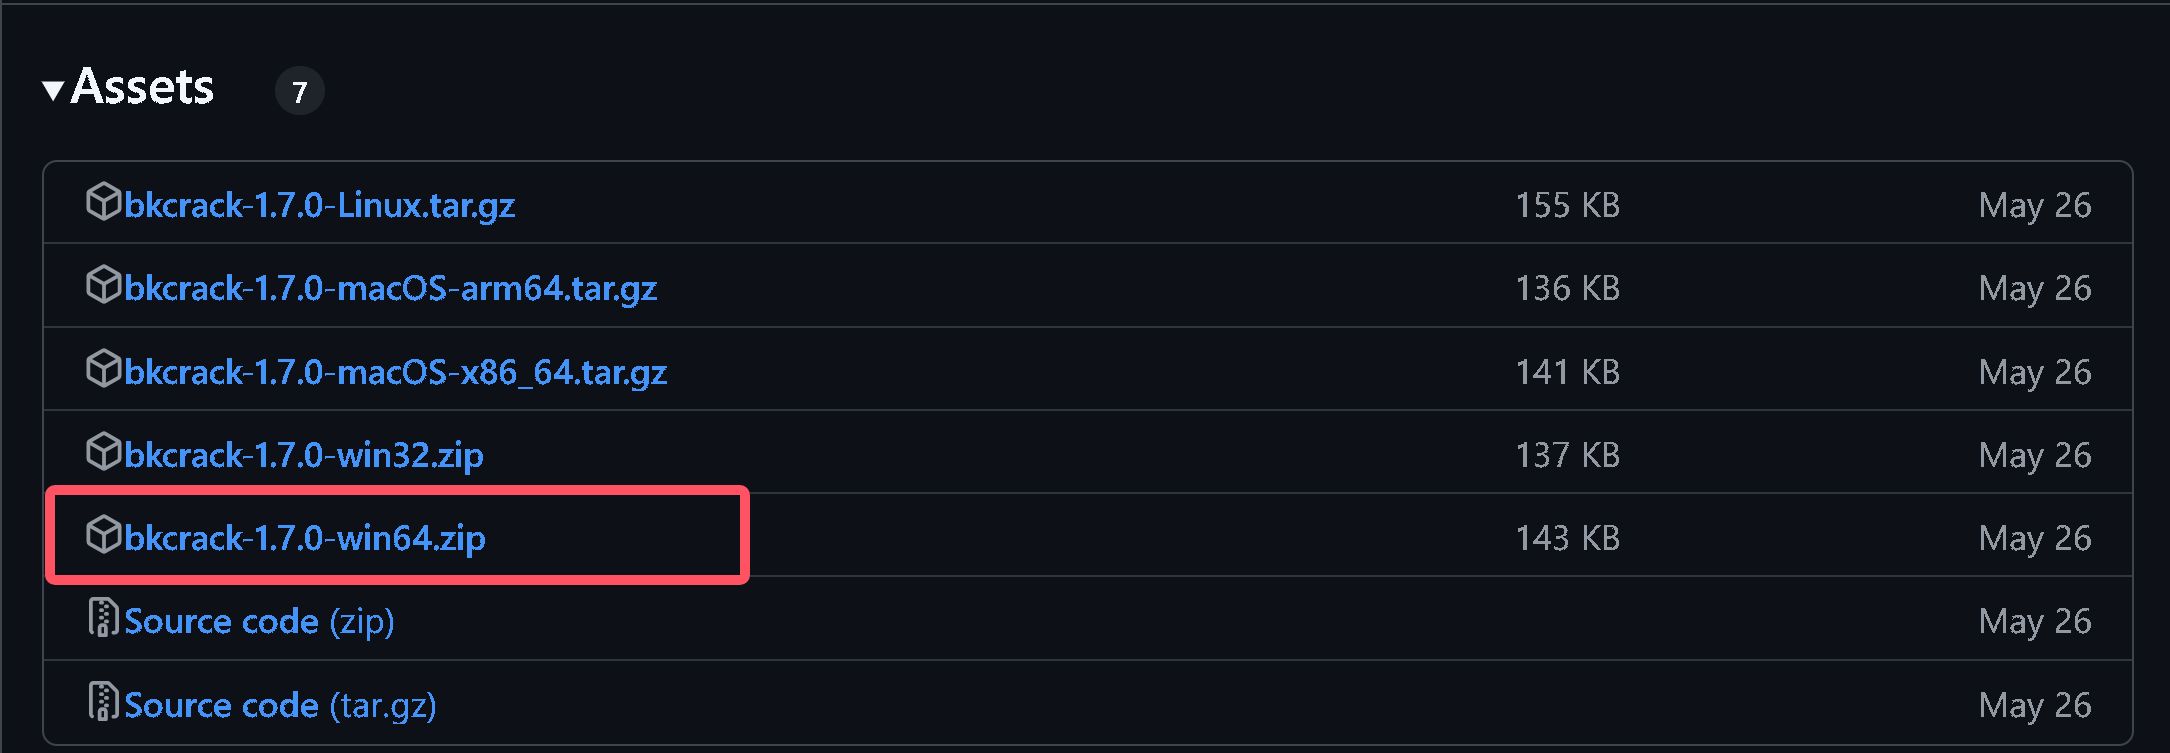 Assets 7
bkcrack-1.7.0-Linux.tar.gz 155 KB May 26
bkcrack-1.7.0-macOS-arm64.tar.gz 136 KB May 26
bkcrack-1.7.0-macOS-x86_64.tar.gz 141 KB May 26
bkcrack-1.7.0-win32.zip 137 KB May 26
bkcrack-1.7.0-win64.zip 143 KB May 26
Source code (zip) May 26
Source code (tar.gz) May 26